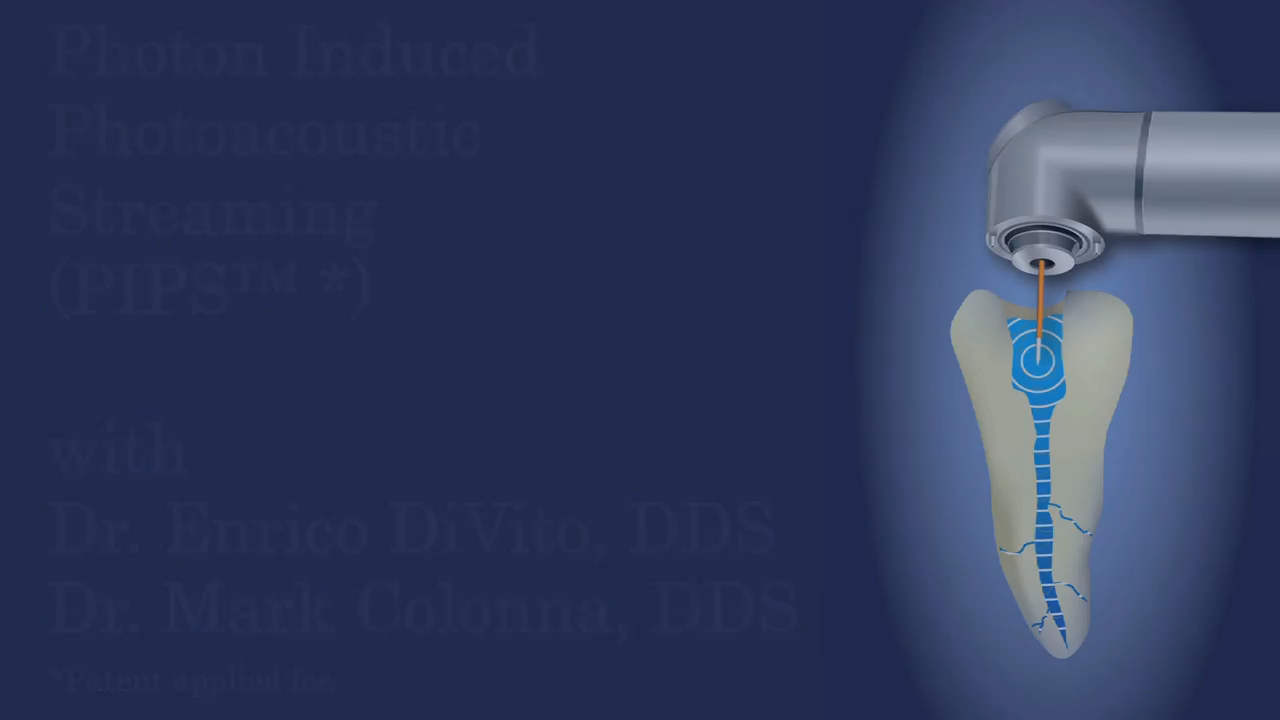 Photon Induced
Photoacoustic
Streaming
(PIPS™ *)
with
Dr. Enrico DiVito, DDS
Dr. Mark Colonna, DDS
*Patent applied for.